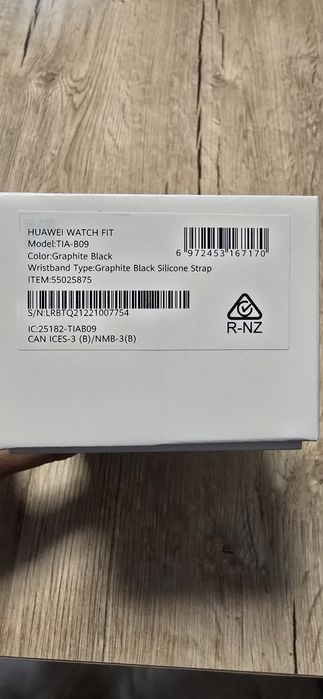 HUAWEI WATCH FIT
Model:TIA-B09
Color:Graphite Black
Wristband Type:Graphite Black Silicone Strap
ITEM:55025875
6 972453 167170
S/N:LRBTQ21221007754
R-NZ
IC:25182-TIAB09
CAN ICES-3 (B)/NMB-3(B)